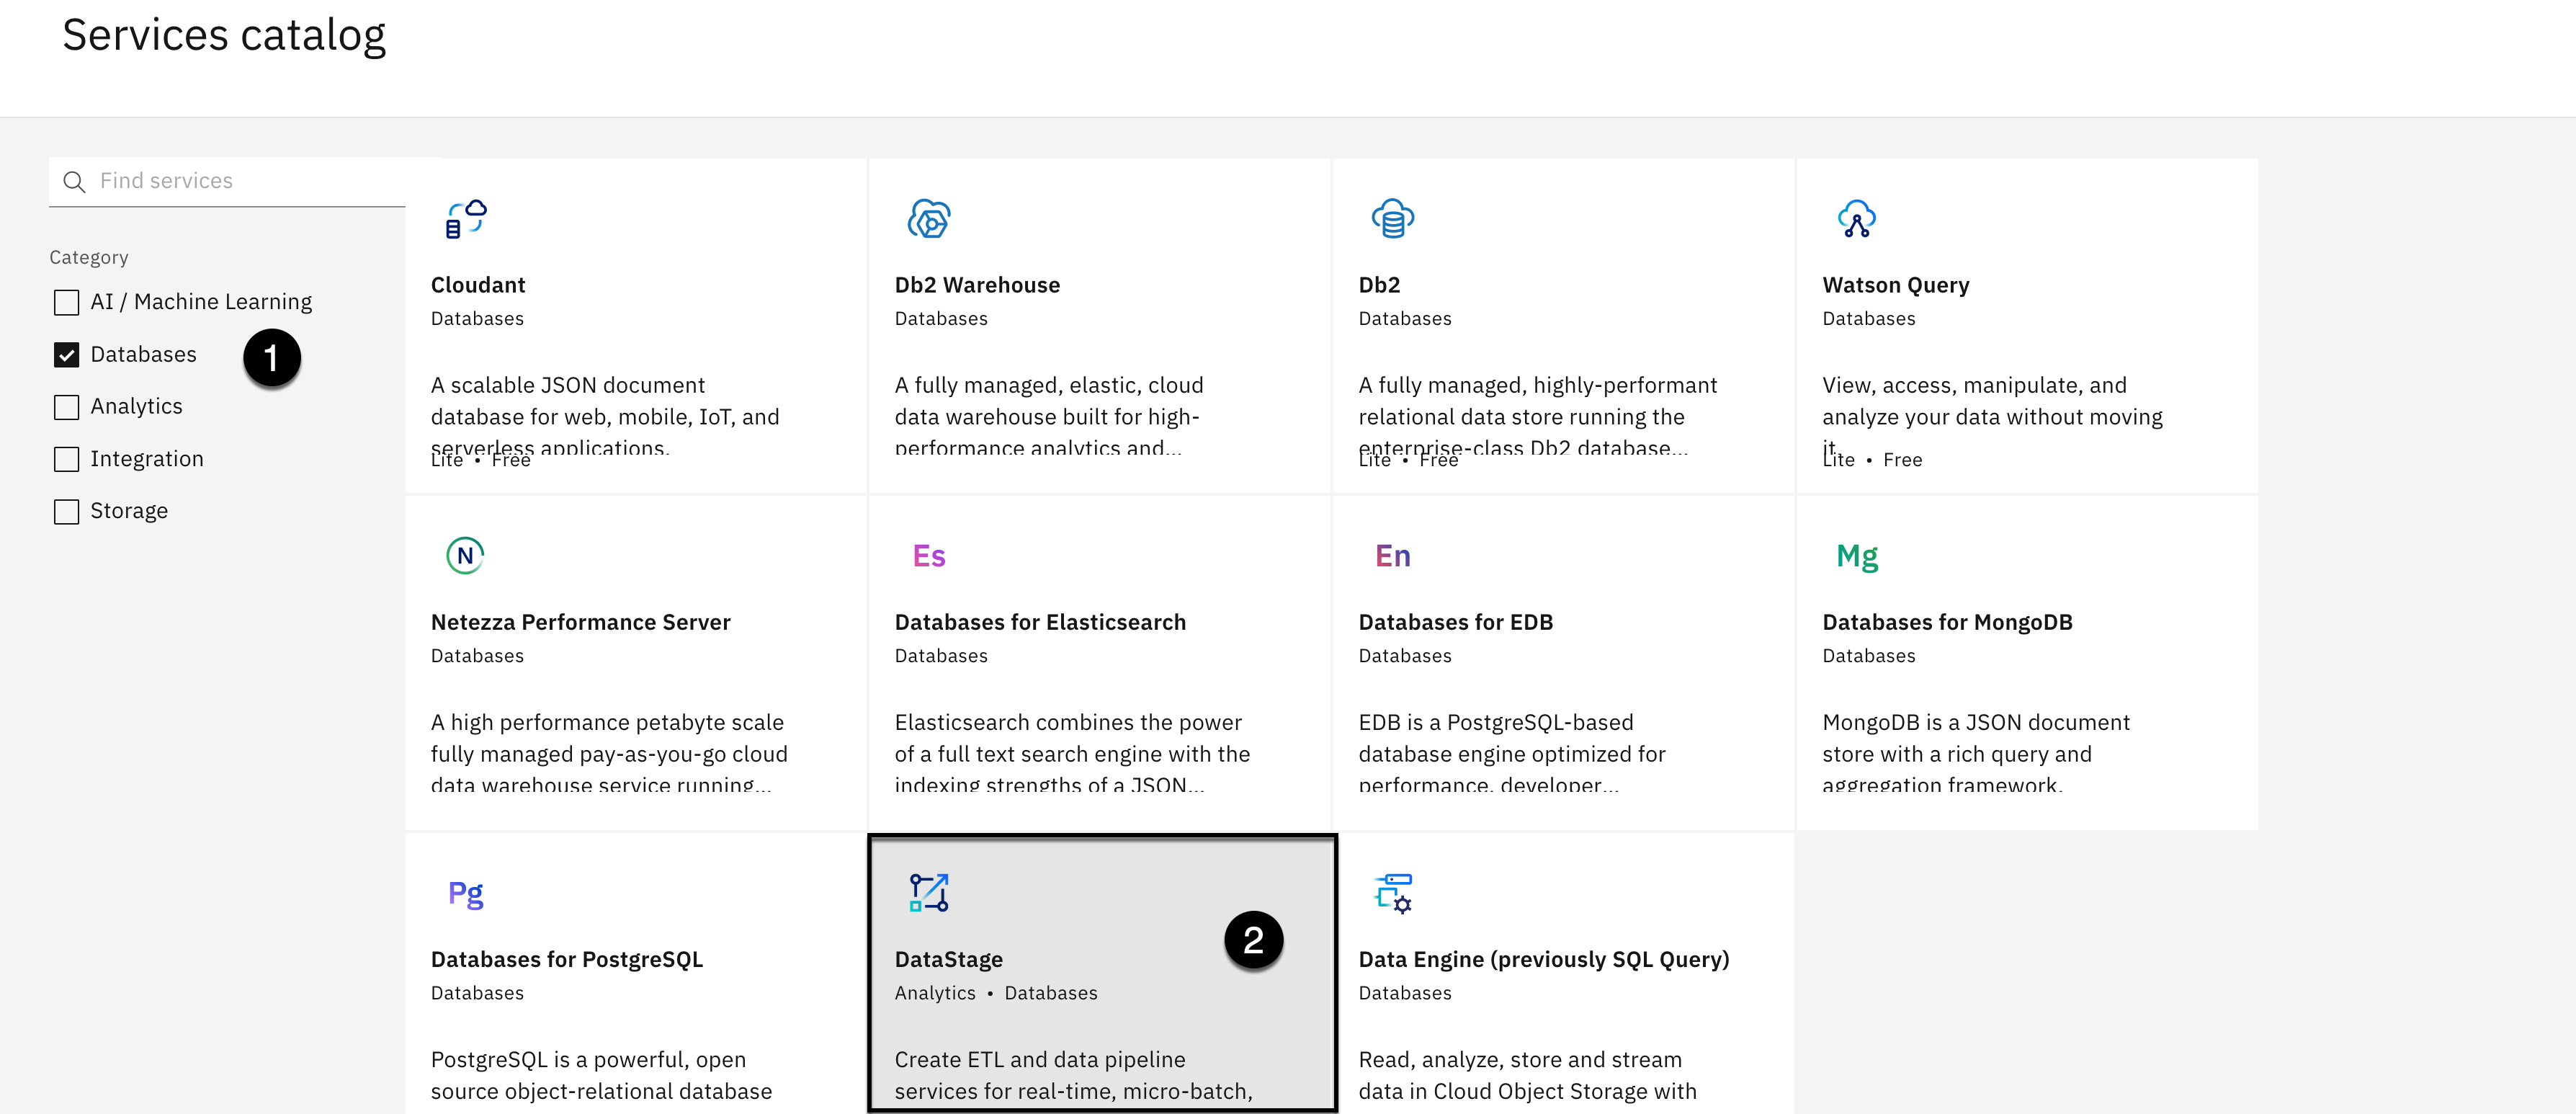 Services catalog
Find services
Category
AI / Machine Learning
Databases
1
Analytics
Integration
Storage
Cloudant
Databases
A scalable JSON document
database for web, mobile, IoT, and
serverless applications.
Lite • Free
Db2 Warehouse
Databases
A fully managed, elastic, cloud
data warehouse built for high-
performance analytics and...
Db2
Databases
A fully managed, highly-performant
relational data store running the
enterprise-class Db2 database...
Lite • Free
Watson Query
Databases
View, access, manipulate, and
analyze your data without moving
it.
Lite • Free
N
Netezza Performance Server
Databases
A high performance petabyte scale
fully managed pay-as-you-go cloud
data warehouse service running...
Es
Databases for Elasticsearch
Databases
Elasticsearch combines the power
of a full text search engine with the
indexing strengths of a JSON...
En
Databases for EDB
Databases
EDB is a PostgreSQL-based
database engine optimized for
performance, developer...
Mg
Databases for MongoDB
Databases
MongoDB is a JSON document
store with a rich query and
aggregation framework.
Pg
Databases for PostgreSQL
Databases
PostgreSQL is a powerful, open
source object-relational database
2
DataStage
Analytics • Databases
Create ETL and data pipeline
services for real-time, micro-batch,
Data Engine (previously SQL Query)
Databases
Read, analyze, store and stream
data in Cloud Object Storage with